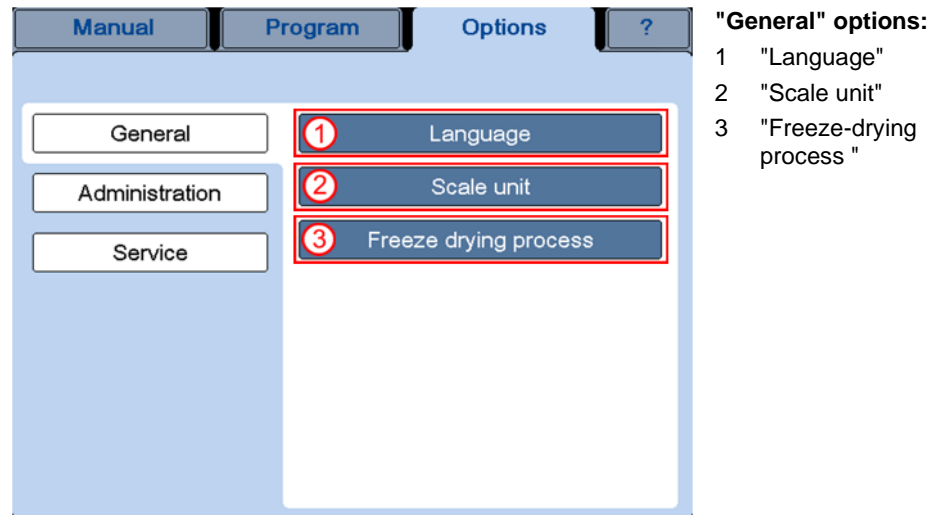 Manual
Program
Options
?
General
Administration
Service
1 Language
2 Scale unit
3 Freeze drying process
"General" options:
1 "Language"
2 "Scale unit"
3 "Freeze-drying
process "